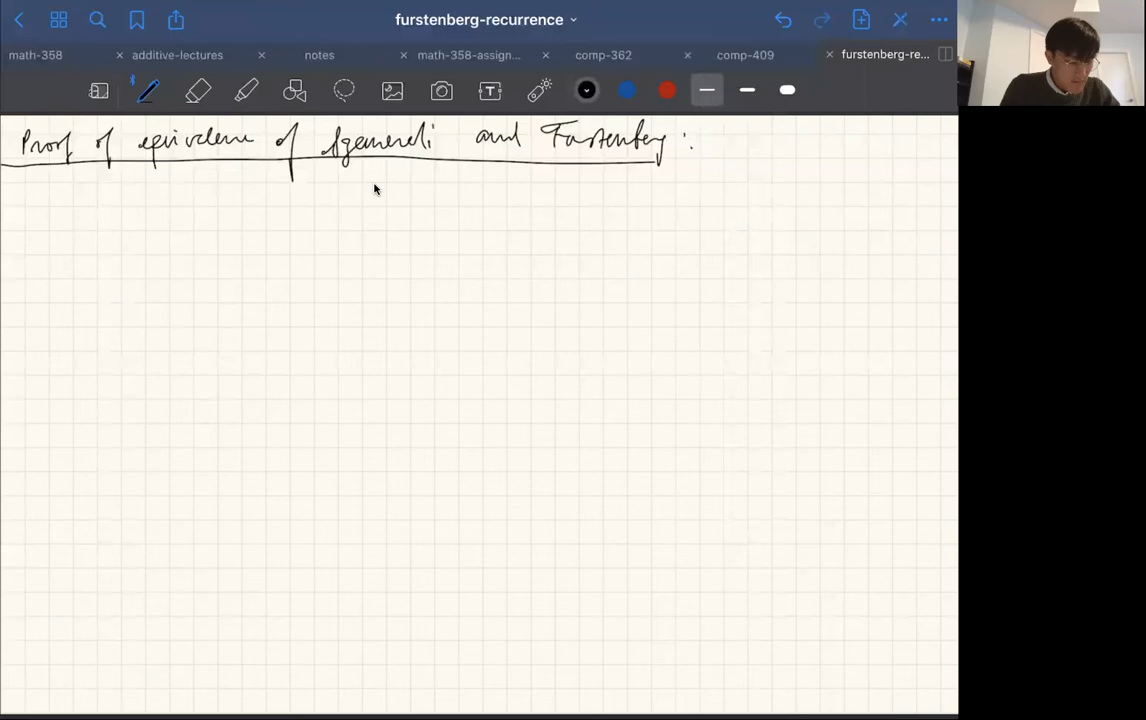 furstenberg-recurrence
math-358 additive-lectures notes math-358-assign... comp-362 comp-409 furstenberg-re...
Proof of equivalence of Szemeredi and Furstenberg :